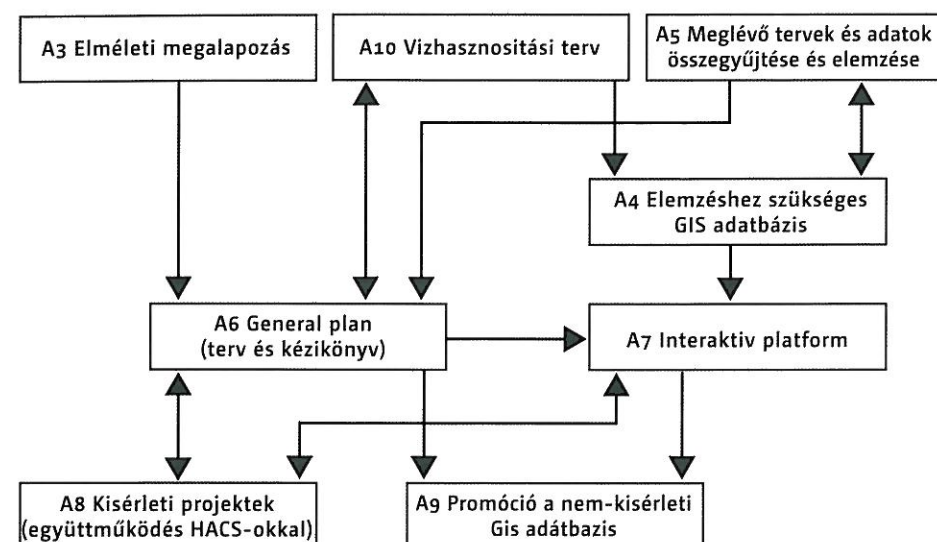 A3 Elméleti megalapozás
A10 Vizhasznositási terv
A5 Meglévő tervek és adatok
összegyűjtése és elemzése
A4 Elemzéshez szükséges
GIS adatbázis
A6 General plan
(terv és kézikönyv)
A7 Interaktiv platform
A8 Kisérleti projektek
(együttműködés HACS-okkal)
A9 Promóció a nem-kisérleti
Gis adátbazis